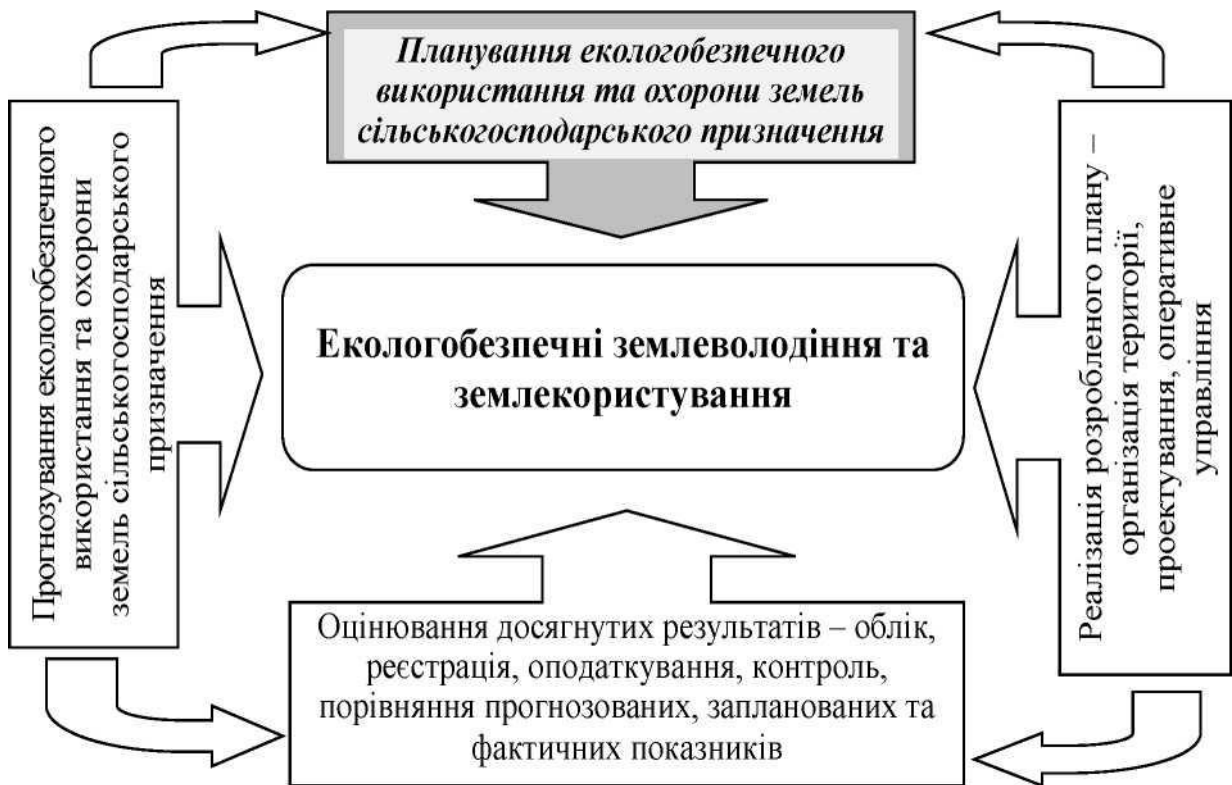 Планування екологобезпечного
використання та охорони земель
сільськогосподарського призначення
Прогнозування екологобезпечного
використання та охорони
земель сільськогосподарського
призначення
Екологобезпечні землеволодіння та
землекористування
Реалізація розробленого плану –
організація території,
проектування, оперативне
управління
Оцінювання досягнутих результатів – облік,
реєстрація, оподаткування, контроль,
порівняння прогнозованих, запланованих та
фактичних показників